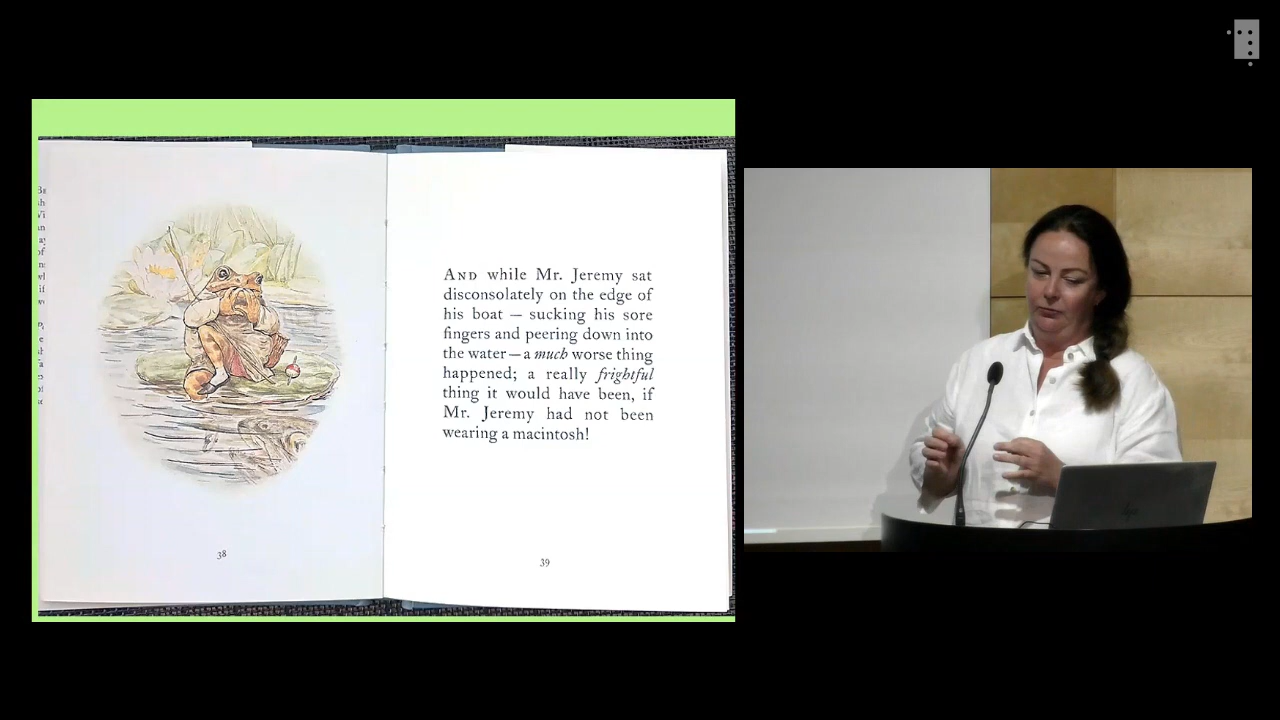 38
AND while Mr. Jeremy sat
disconsolately on the edge of
his boat — sucking his sore
fingers and peering down into
the water—a much worse thing
happened; a really frightful
thing it would have been, if
Mr. Jeremy had not been
wearing a macintosh!
39